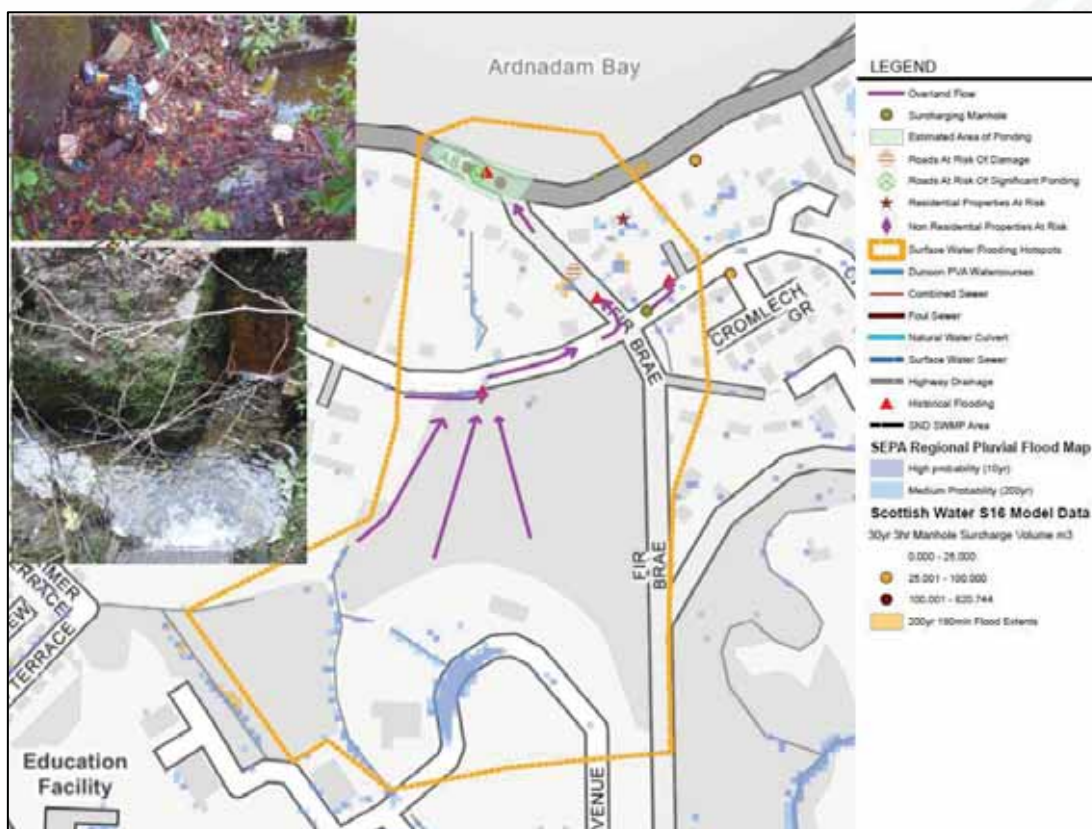 Ardnadam Bay
A815
FIR BRAE
CROMLECH
GR
FIR
BRAE
TERRACE
VIEW
TERRACE
Education
Facility
VENUE
LEGEND
Overland Flow
Surcharging Manhole
Estimated Area of Ponding
Roads At Risk Of Damage
Roads At Risk Of Significant Ponding
Residential Properties At Risk
Non Residential Properties At Risk
Surface Water Flooding Hotspots
Dunoon PVA Watercourses
Combined Sewer
Foul Sewer
Natural Water Culvert
Surface Water Sewer
Highway Drainage
Historical Flooding
SND SWMP Area
SEPA Regional Pluvial Flood Map
High probability (10yr)
Medium Probability (200yr)
Scottish Water S16 Model Data
30yr 3hr Manhole Surcharge Volume m3
0.000 - 25.000
25.001 - 100.000
100.001 - 620.744
200yr 180min Flood Extents